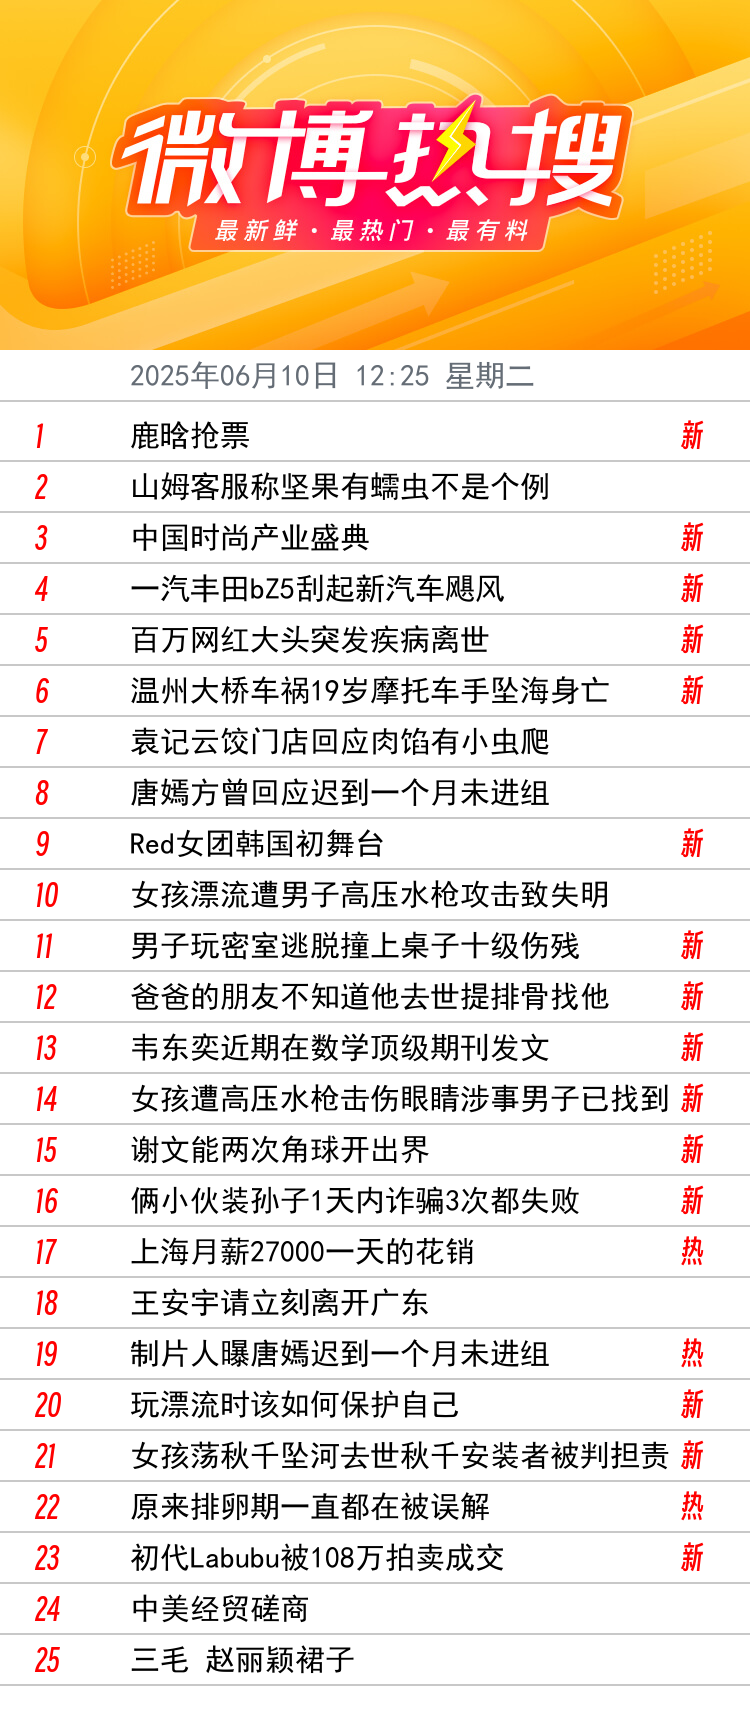 微博热搜
最新鲜·最热门·最有料
2025年06月10日 12:25 星期二
1 鹿晗抢票 新
2 山姆客服称坚果有蠕虫不是个例
3 中国时尚产业盛典 新
4 一汽丰田bZ5刮起新汽车飓风 新
5 百万网红大头突发疾病离世 新
6 温州大桥车祸19岁摩托车手坠海身亡 新
7 袁记云饺门店回应肉馅有小虫爬
8 唐嫣方曾回应迟到一个月未进组
9 Red女团韩国初舞台 新
10 女孩漂流遭男子高压水枪攻击致失明
11 男子玩密室逃脱撞上桌子十级伤残 新
12 爸爸的朋友不知道他去世提排骨找他 新
13 韦东奕近期在数学顶级期刊发文 新
14 女孩遭高压水枪击伤眼睛涉事男子已找到 新
15 谢文能两次角球开出界 新
16 俩小伙装孙子1天内诈骗3次都失败 新
17 上海月薪27000一天的花销 热
18 王安宇请立刻离开广东
19 制片人曝唐嫣迟到一个月未进组 热
20 玩漂流时该如何保护自己 新
21 女孩荡秋千坠河去世秋千安装者被判担责 新
22 原来排卵期一直都在被误解 热
23 初代Labubu被108万拍卖成交 新
24 中美经贸磋商
25 三毛 赵丽颖裙子